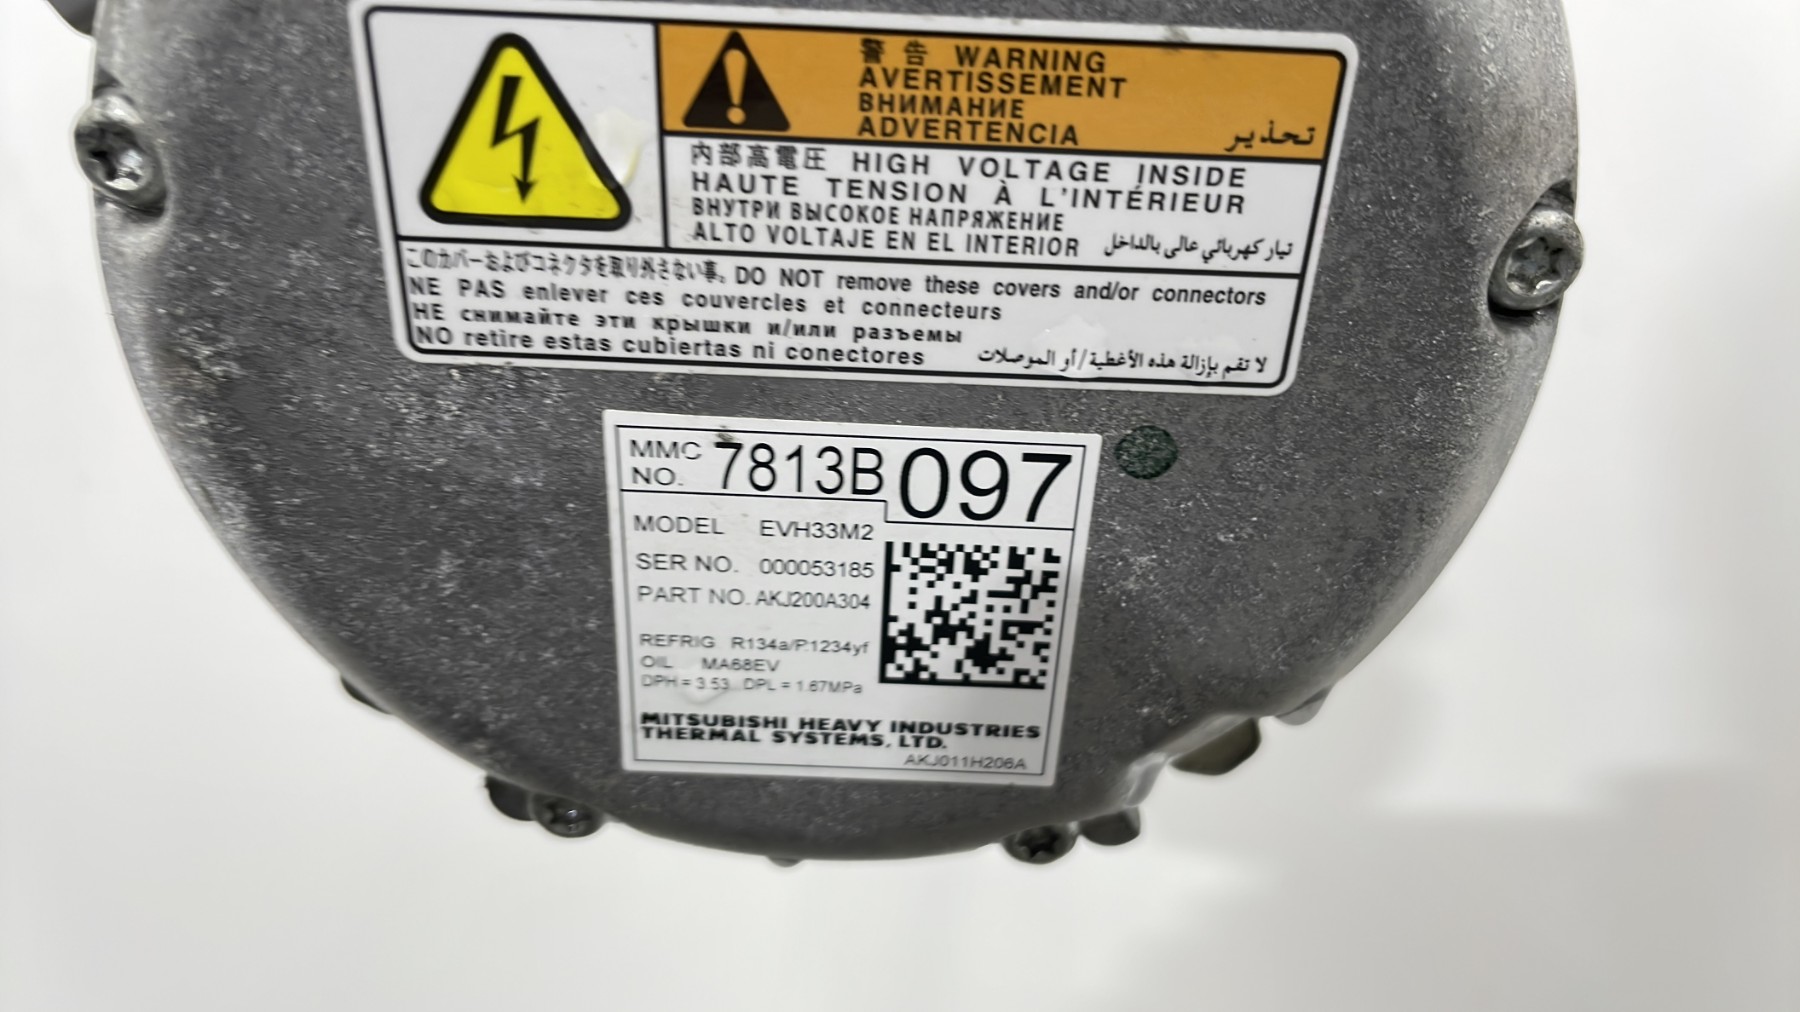 警告 WARNING
AVERTISSEMENT
ВНИМАНИЕ
ADVERTENCIA
تحذير
内部高電圧 HIGH VOLTAGE INSIDE
HAUTE TENSION À L'INTÉRIEUR
ВНУТРИ ВЫСОКОЕ НАПРЯЖЕНИЕ
ALTO VOLTAJE EN EL INTERIOR
تيار كهربائي عالى بالداخل
このカバーおよびコネクタを取り外さない事。DO NOT remove these covers and/or connectors
NE PAS enlever ces couvercles et connecteurs
НЕ снимайте эти крышки и/или разъемы
NO retire estas cubiertas ni conectores
لا تقم بإزالة هذه الأغطية/أو الموصلات
MMC NO. 7813B097
MODEL EVH33M2
SER NO. 000053185
PART NO. AKJ200A304
REFRIG R134a/R1234yf
OIL MA68EV
DPH = 3.53 DPL = 1.67MPa
MITSUBISHI HEAVY INDUSTRIES
THERMAL SYSTEMS, LTD.
AKJ011H206A